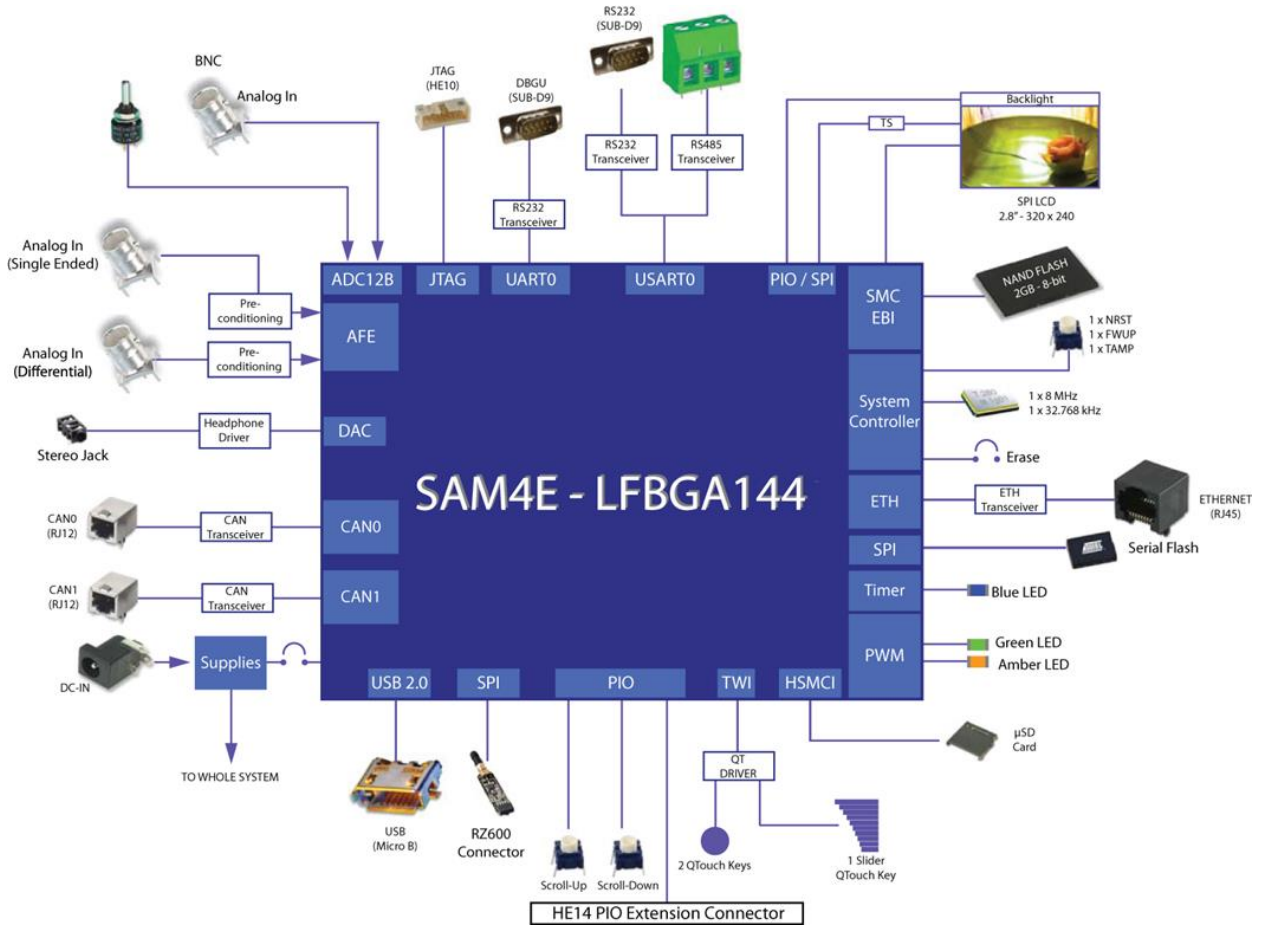 RS232
(SUB-D9)
BNC
Analog In
JTAG
(HE10)
DBGU
(SUB-D9)
Backlight
TS
RS232
Transceiver
RS485
Transceiver
SPI LCD
2.8" - 320 x 240
RS232
Transceiver
Analog In
(Single Ended)
ADC12B
JTAG
UART0
USART0
PIO / SPI
SMC
EBI
NAND FLASH
2GB - 8-bit
Pre-
conditioning
AFE
1 x NRST
1 x FWUP
1 x TAMP
Analog In
(Differential)
Pre-
conditioning
System
Controller
1 x 8 MHz
1 x 32.768 kHz
Stereo Jack
Headphone
Driver
DAC
Erase
SAM4E - LFBGA144
ETH
ETH
Transceiver
ETHERNET
(RJ45)
CAN0
(RJ12)
CAN
Transceiver
CAN0
SPI
Serial Flash
CAN1
(RJ12)
CAN
Transceiver
CAN1
Timer
Blue LED
DC-IN
Supplies
PWM
Green LED
Amber LED
USB 2.0
SPI
PIO
TWI
HSMCI
TO WHOLE SYSTEM
µSD
Card
QT
DRIVER
USB
(Micro B)
RZ600
Connector
Scroll-Up
Scroll-Down
2 QTouch Keys
1 Slider
QTouch Key
HE14 PIO Extension Connector